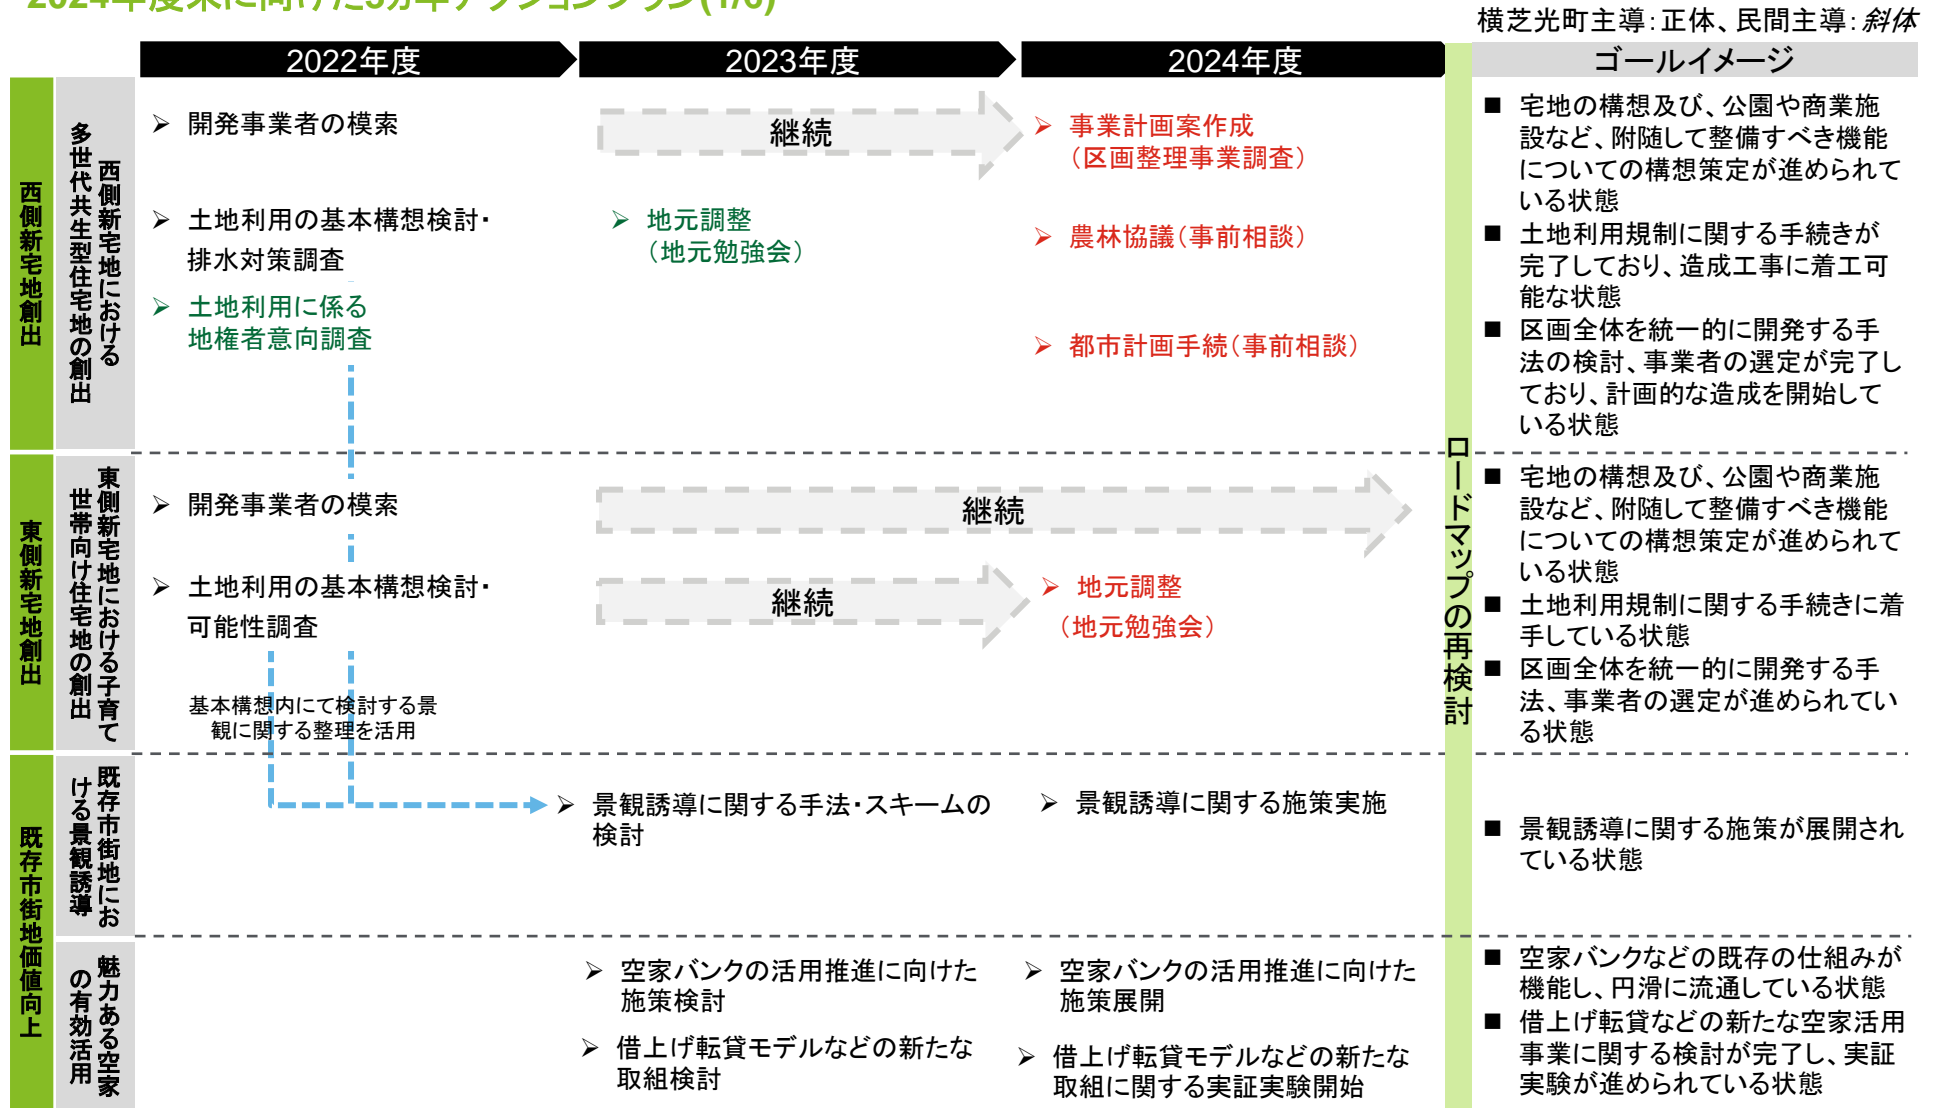 2024年度末に向けた3カ年アクションプラン(1/6)
横芝光町主導：正体、民間主導：斜体
2022年度
2023年度
2024年度
ゴールイメージ
西側新宅地創出
西側新宅地における
多世代共生型住宅地の創出
➢ 開発事業者の模索
継続
➢ 事業計画案作成
（区画整理事業調査）
➢ 土地利用の基本構想検討・
排水対策調査
➢ 地元調整
（地元勉強会）
➢ 農林協議（事前相談）
➢ 土地利用に係る
地権者意向調査
➢ 都市計画手続（事前相談）
■ 宅地の構想及び、公園や商業施
設など、附随して整備すべき機能
についての構想策定が進められて
いる状態
■ 土地利用規制に関する手続きが
完了しており、造成工事に着工可
能な状態
■ 区画全体を統一的に開発する手
法の検討、事業者の選定が完了し
ており、計画的な造成を開始して
いる状態
ロードマップの再検討
東側新宅地創出
東側新宅地における子育て
世帯向け住宅地の創出
➢ 開発事業者の模索
継続
➢ 土地利用の基本構想検討・
可能性調査
継続
➢ 地元調整
（地元勉強会）
基本構想内にて検討する景
観に関する整理を活用
■ 宅地の構想及び、公園や商業施
設など、附随して整備すべき機能
についての構想策定が進められて
いる状態
■ 土地利用規制に関する手続きに着
手している状態
■ 区画全体を統一的に開発する手
法、事業者の選定が進められてい
る状態
既存市街地価値向上
既存市街地にお
ける景観誘導
➢ 景観誘導に関する手法・スキームの
検討
➢ 景観誘導に関する施策実施
■ 景観誘導に関する施策が展開され
ている状態
魅力ある空家
の有効活用
➢ 空家バンクの活用推進に向けた
施策検討
➢ 空家バンクの活用推進に向けた
施策展開
➢ 借上げ転貸モデルなどの新たな
取組検討
➢ 借上げ転貸モデルなどの新たな
取組に関する実証実験開始
■ 空家バンクなどの既存の仕組みが
機能し、円滑に流通している状態
■ 借上げ転貸などの新たな空家活用
事業に関する検討が完了し、実証
実験が進められている状態